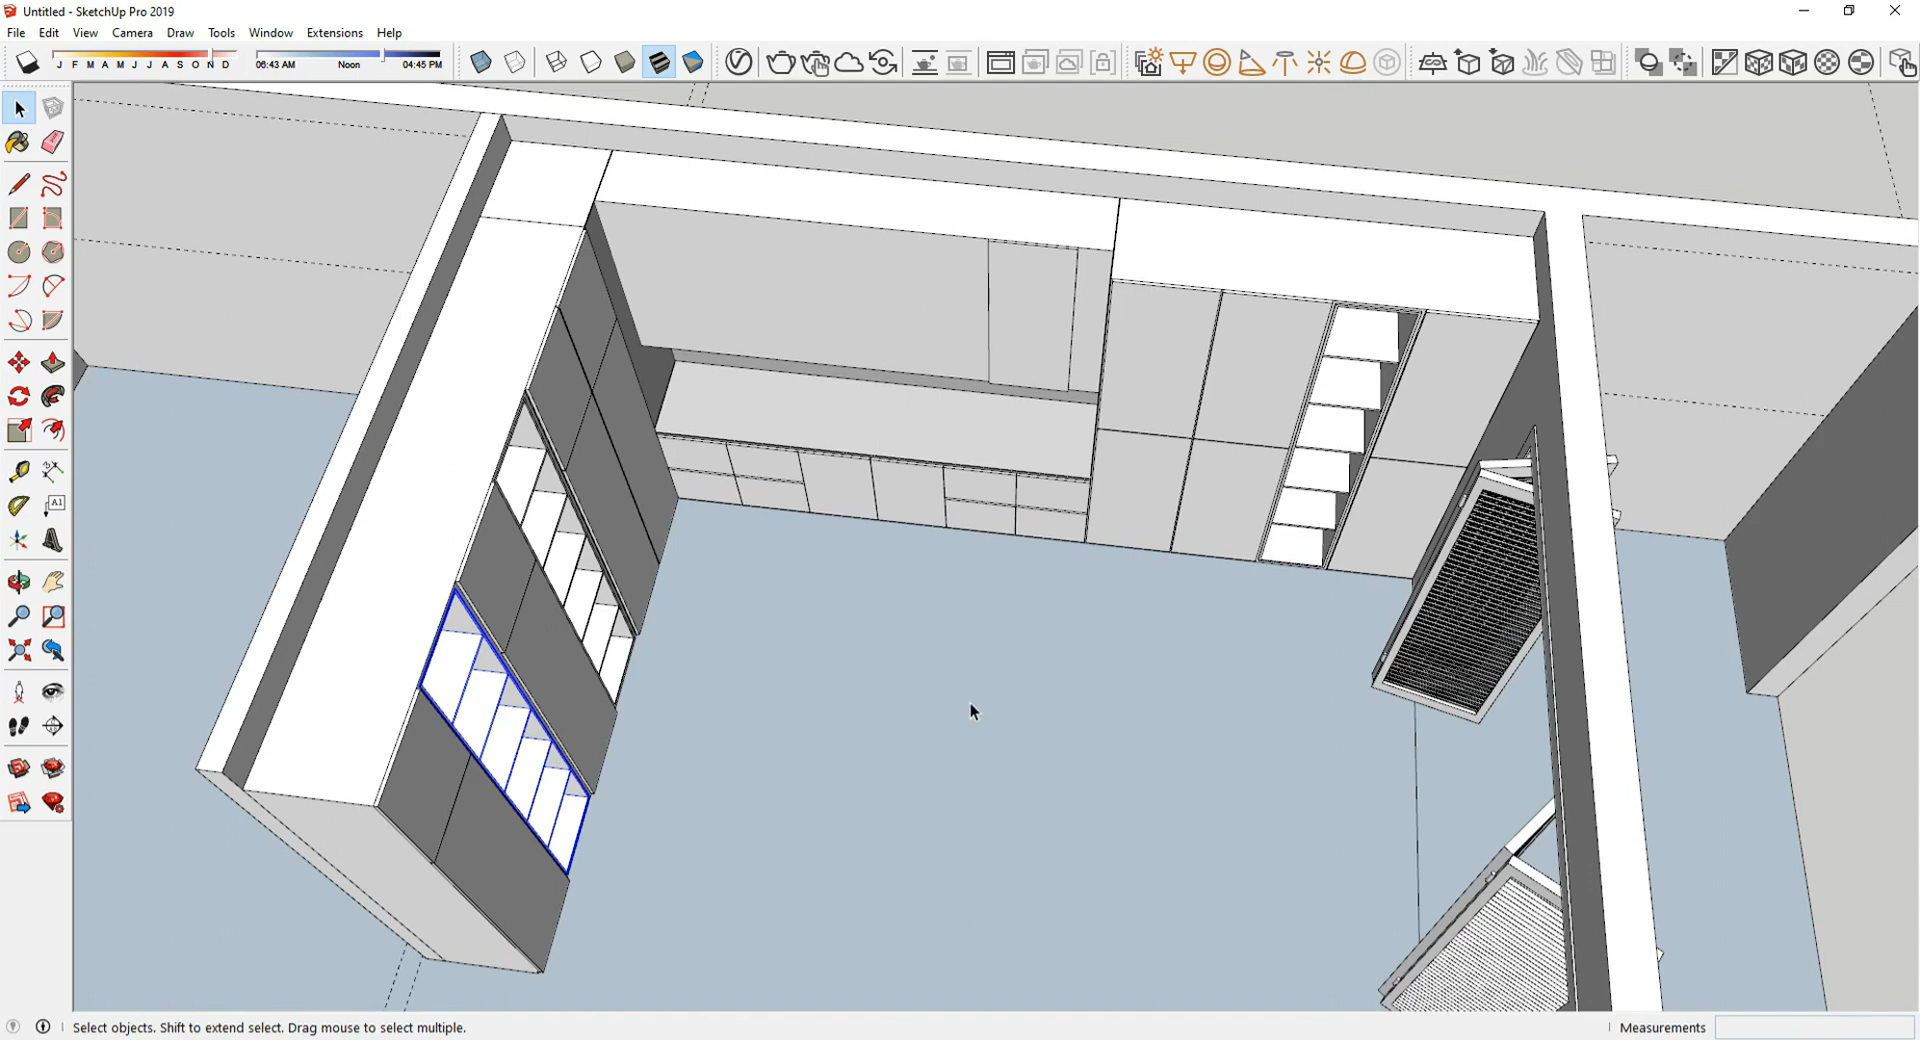 Untitled - SketchUp Pro 2019
File Edit View Camera Draw Tools Window Extensions Help
J F M A M J J A S O N D 06:43 AM Noon 04:45 PM
A1
Select objects. Shift to extend select. Drag mouse to select multiple. Measurements